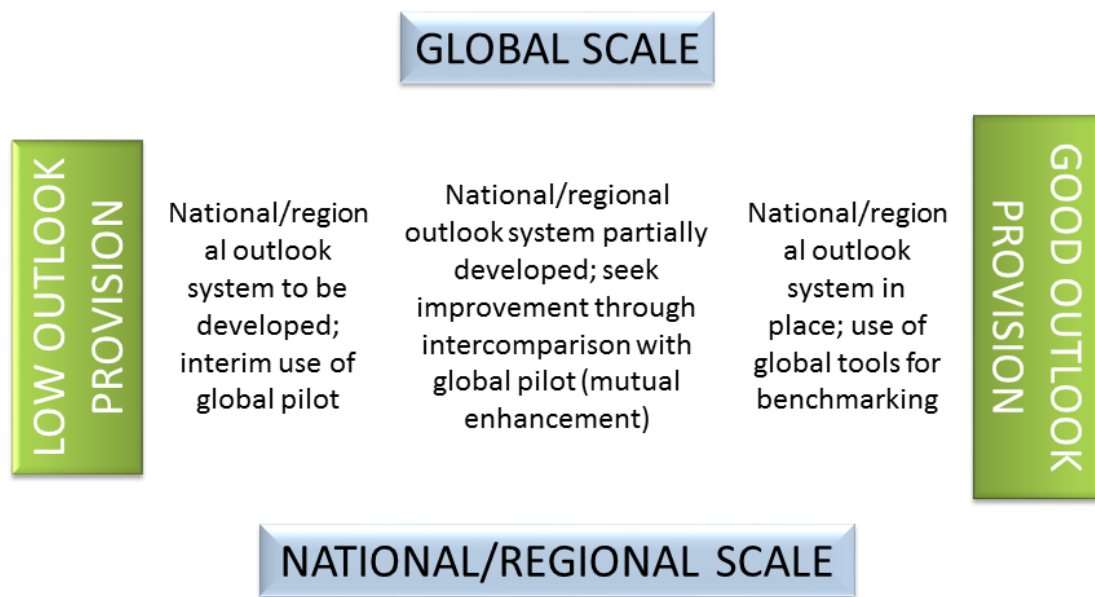 GLOBAL SCALE
LOW OUTLOOK
PROVISION
National/region
al outlook
system to be
developed;
interim use of
global pilot
National/regional
outlook system partially
developed; seek
improvement through
intercomparison with
global pilot (mutual
enhancement)
National/region
al outlook
system in
place; use of
global tools for
benchmarking
GOOD OUTLOOK
PROVISION
NATIONAL/REGIONAL SCALE